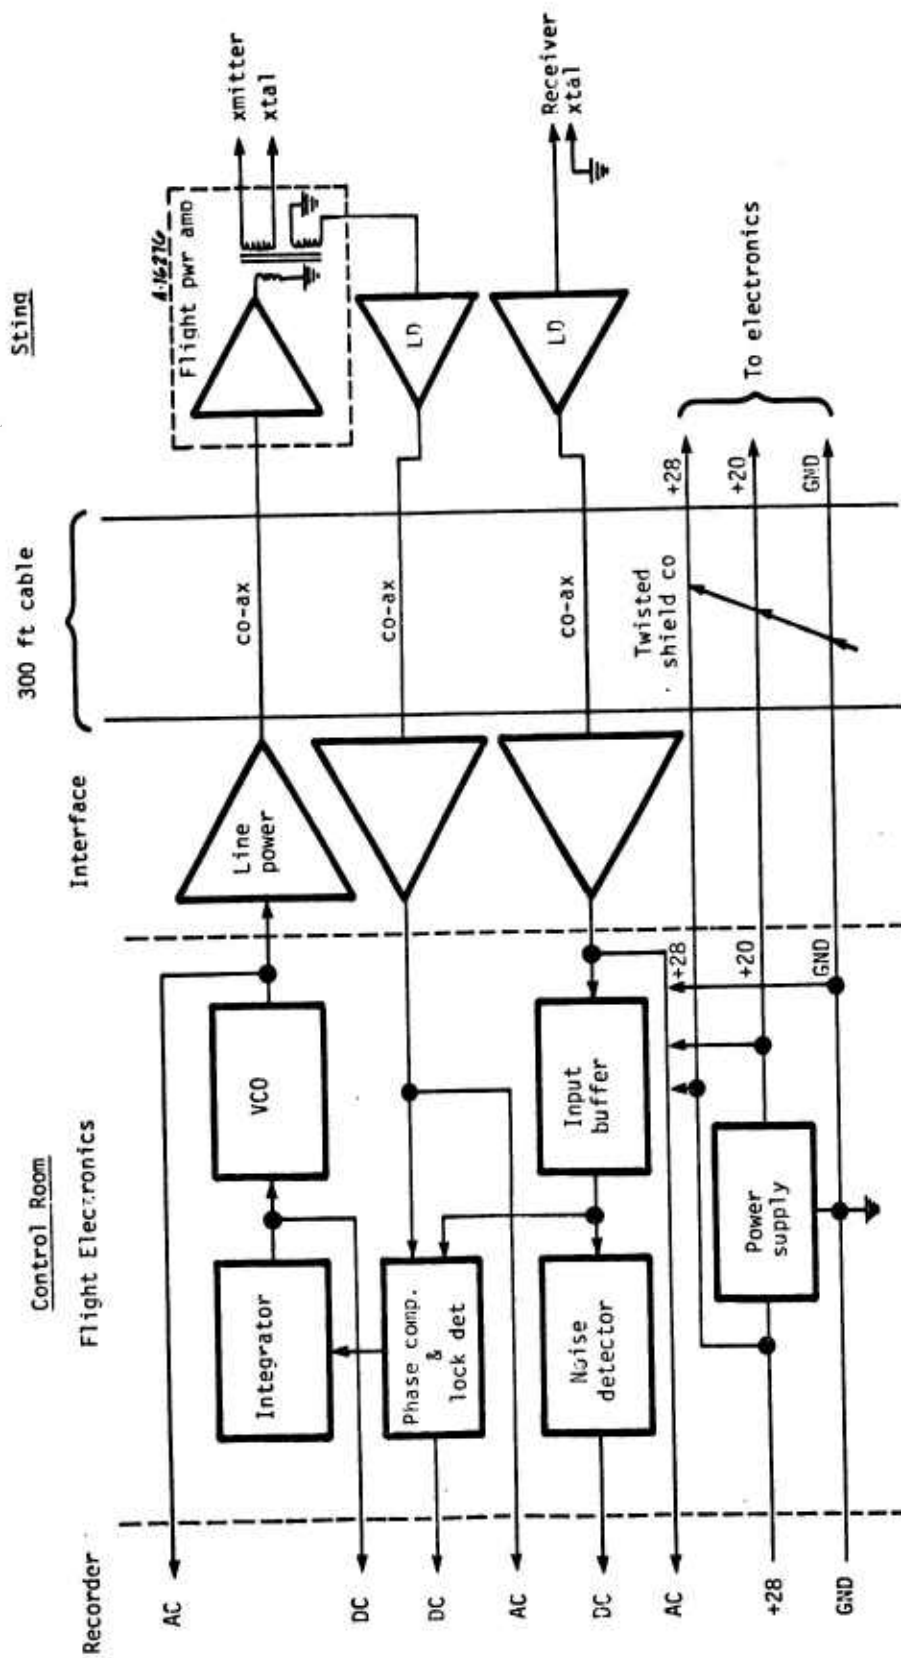 Sting
Control Room
300 ft cable
Interface
Flight Electronics
Recorder
A-16276
Flight pwr amp
xmitter
xtal
Receiver
xtal
AC
VCO
Line
power
co-ax
Integrator
DC
LD
co-ax
Phase comp.
&
lock det
DC
AC
Input
buffer
LD
co-ax
Noise
detector
DC
AC
Twisted
shield co
+28
+28
+20
+20
GND
GND
To electronics
Power
supply
+28
GND